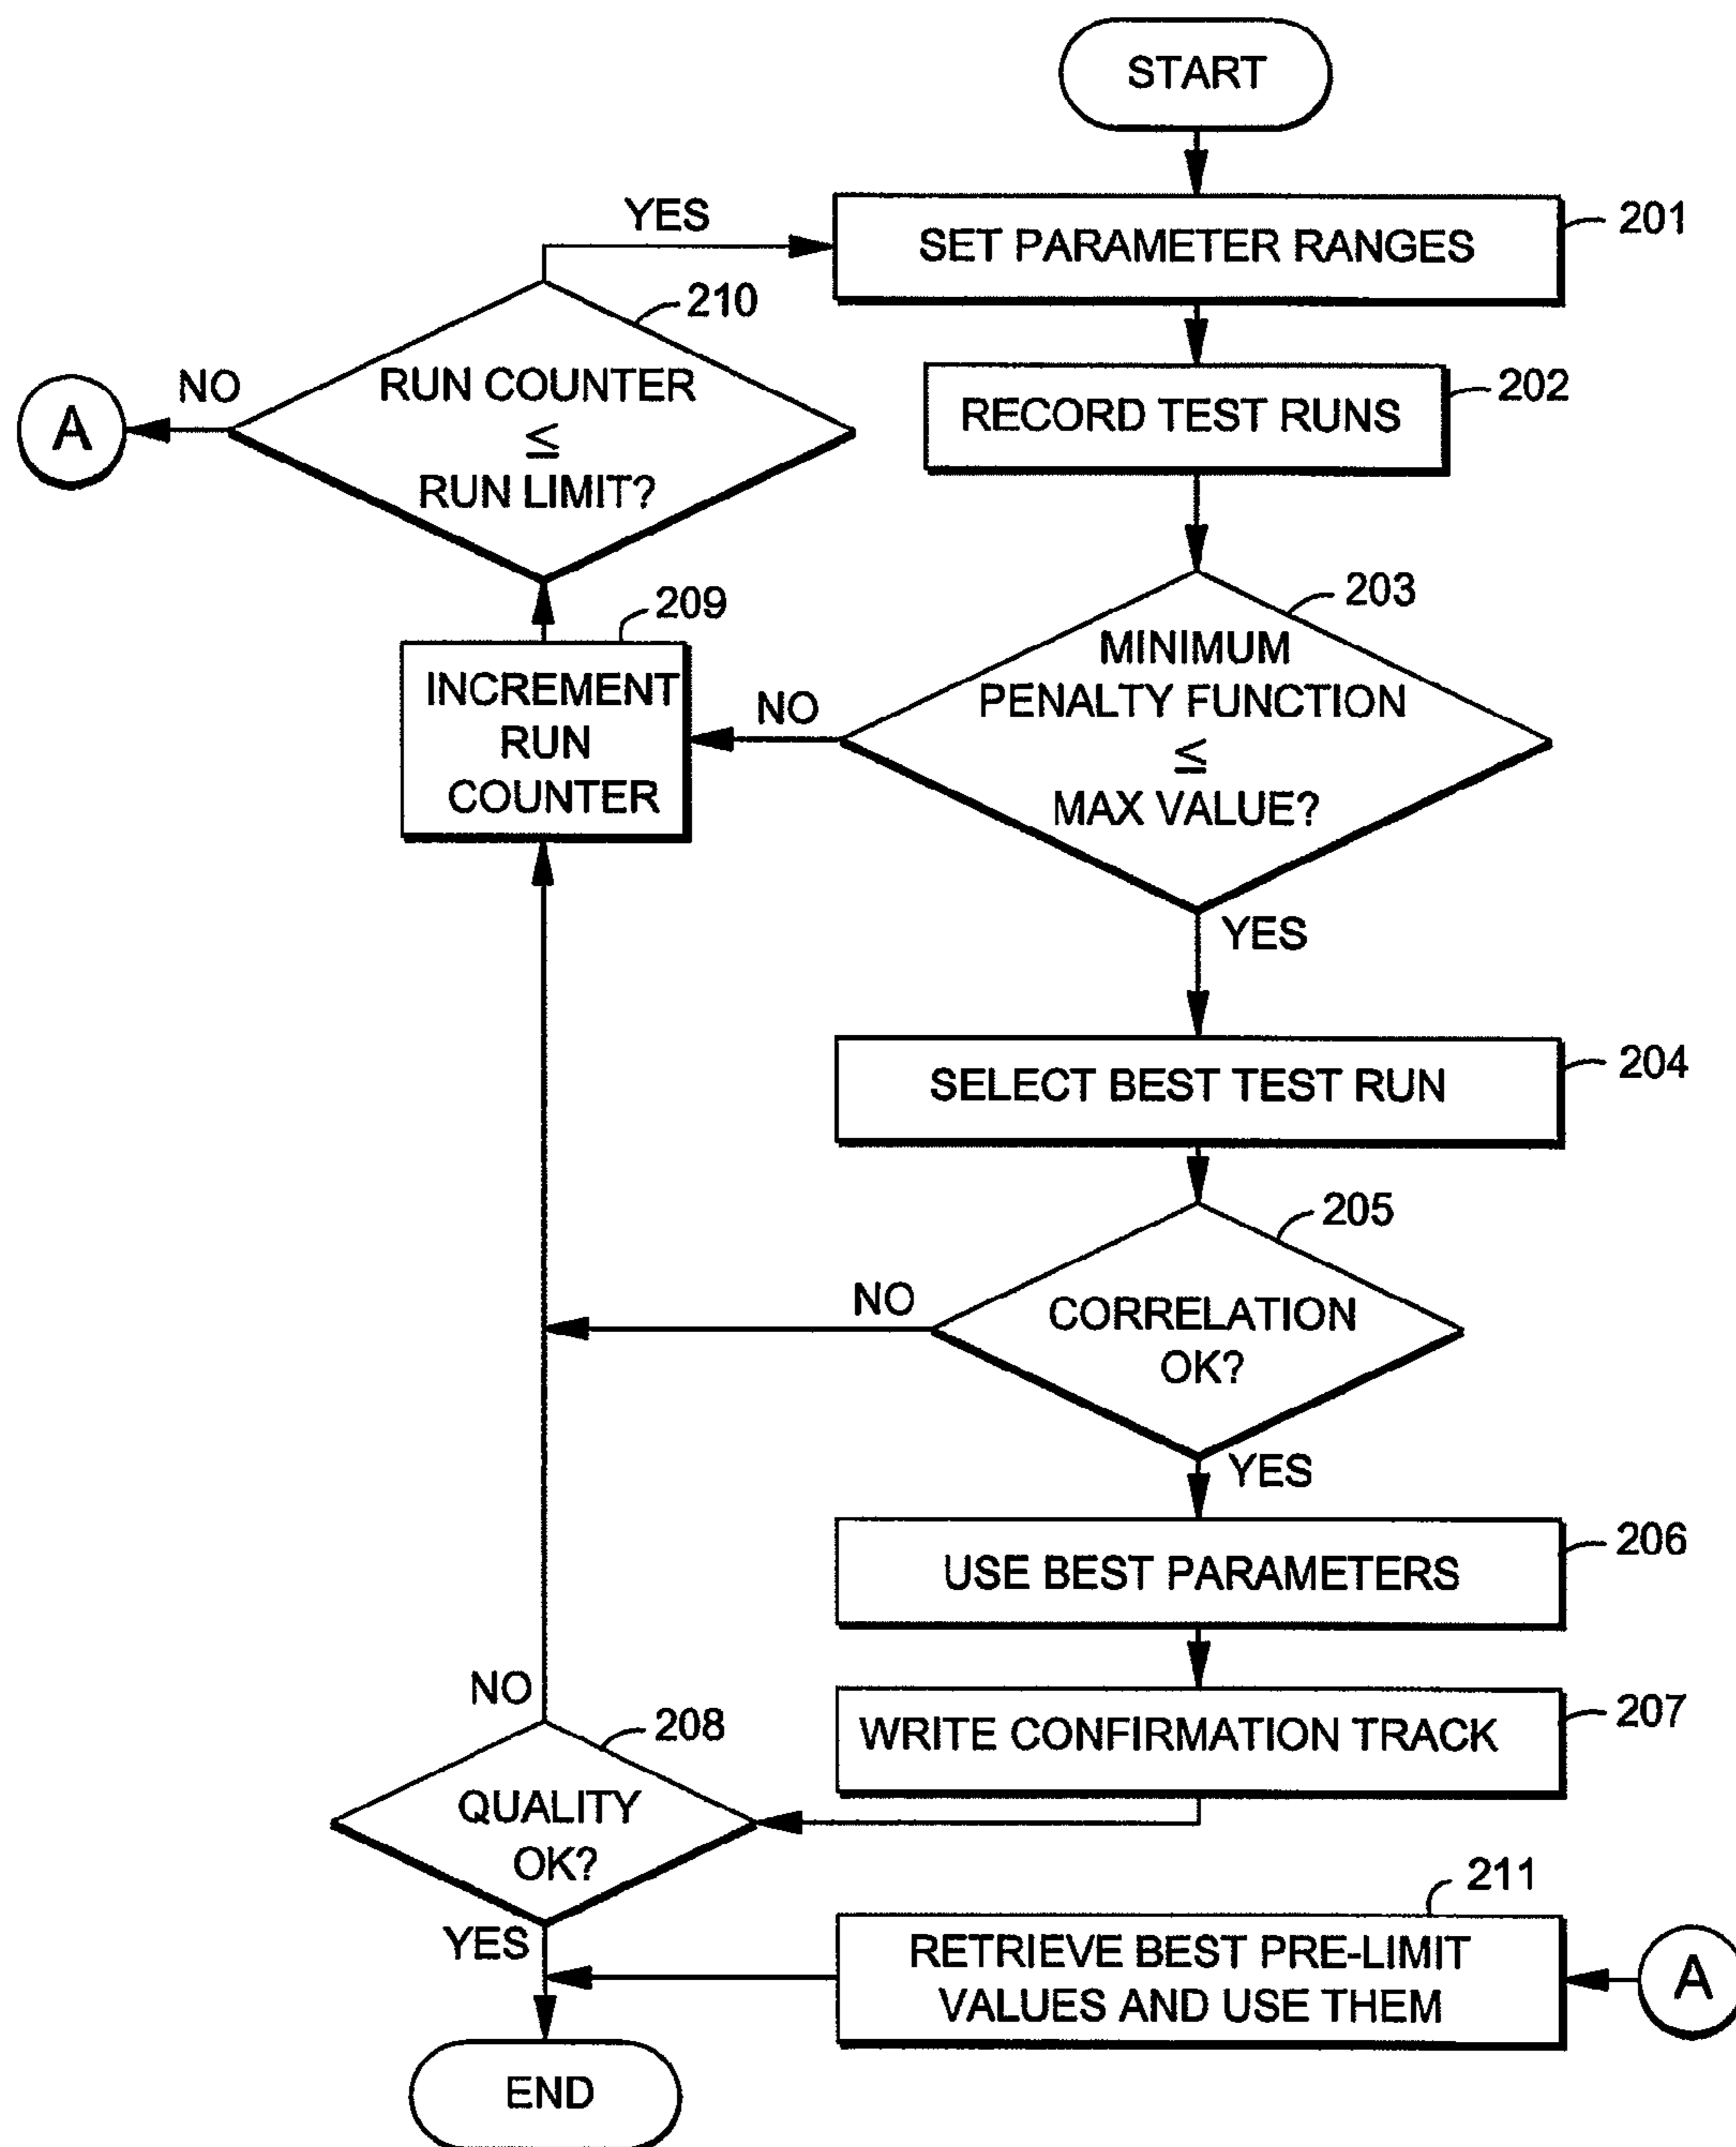 START
YES
SET PARAMETER RANGES
201
210
RUN COUNTER
≤
RUN LIMIT?
NO
A
RECORD TEST RUNS
202
203
MINIMUM
PENALTY FUNCTION
≤
MAX VALUE?
NO
209
INCREMENT
RUN
COUNTER
YES
SELECT BEST TEST RUN
204
205
CORRELATION
OK?
NO
YES
USE BEST PARAMETERS
206
WRITE CONFIRMATION TRACK
207
NO
208
QUALITY
OK?
YES
211
RETRIEVE BEST PRE-LIMIT
VALUES AND USE THEM
A
END